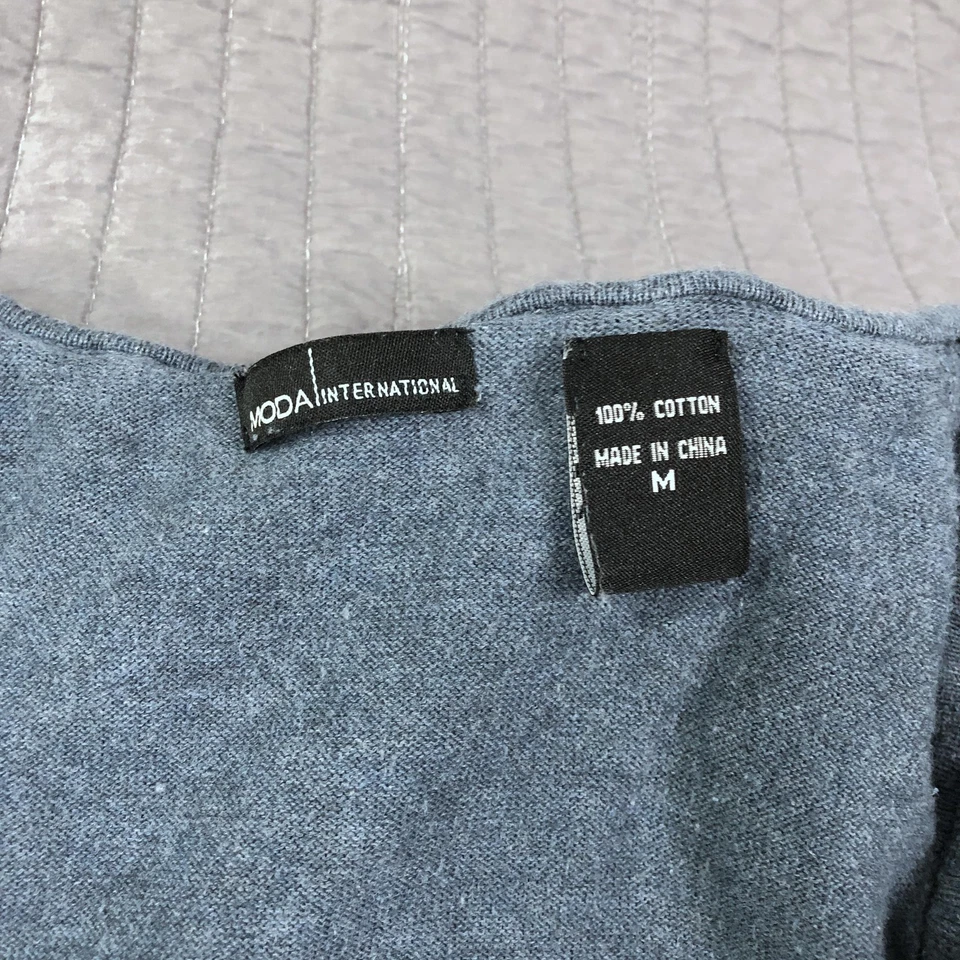 MODA INTERNATIONAL
100% COTTON
MADE IN CHINA
M